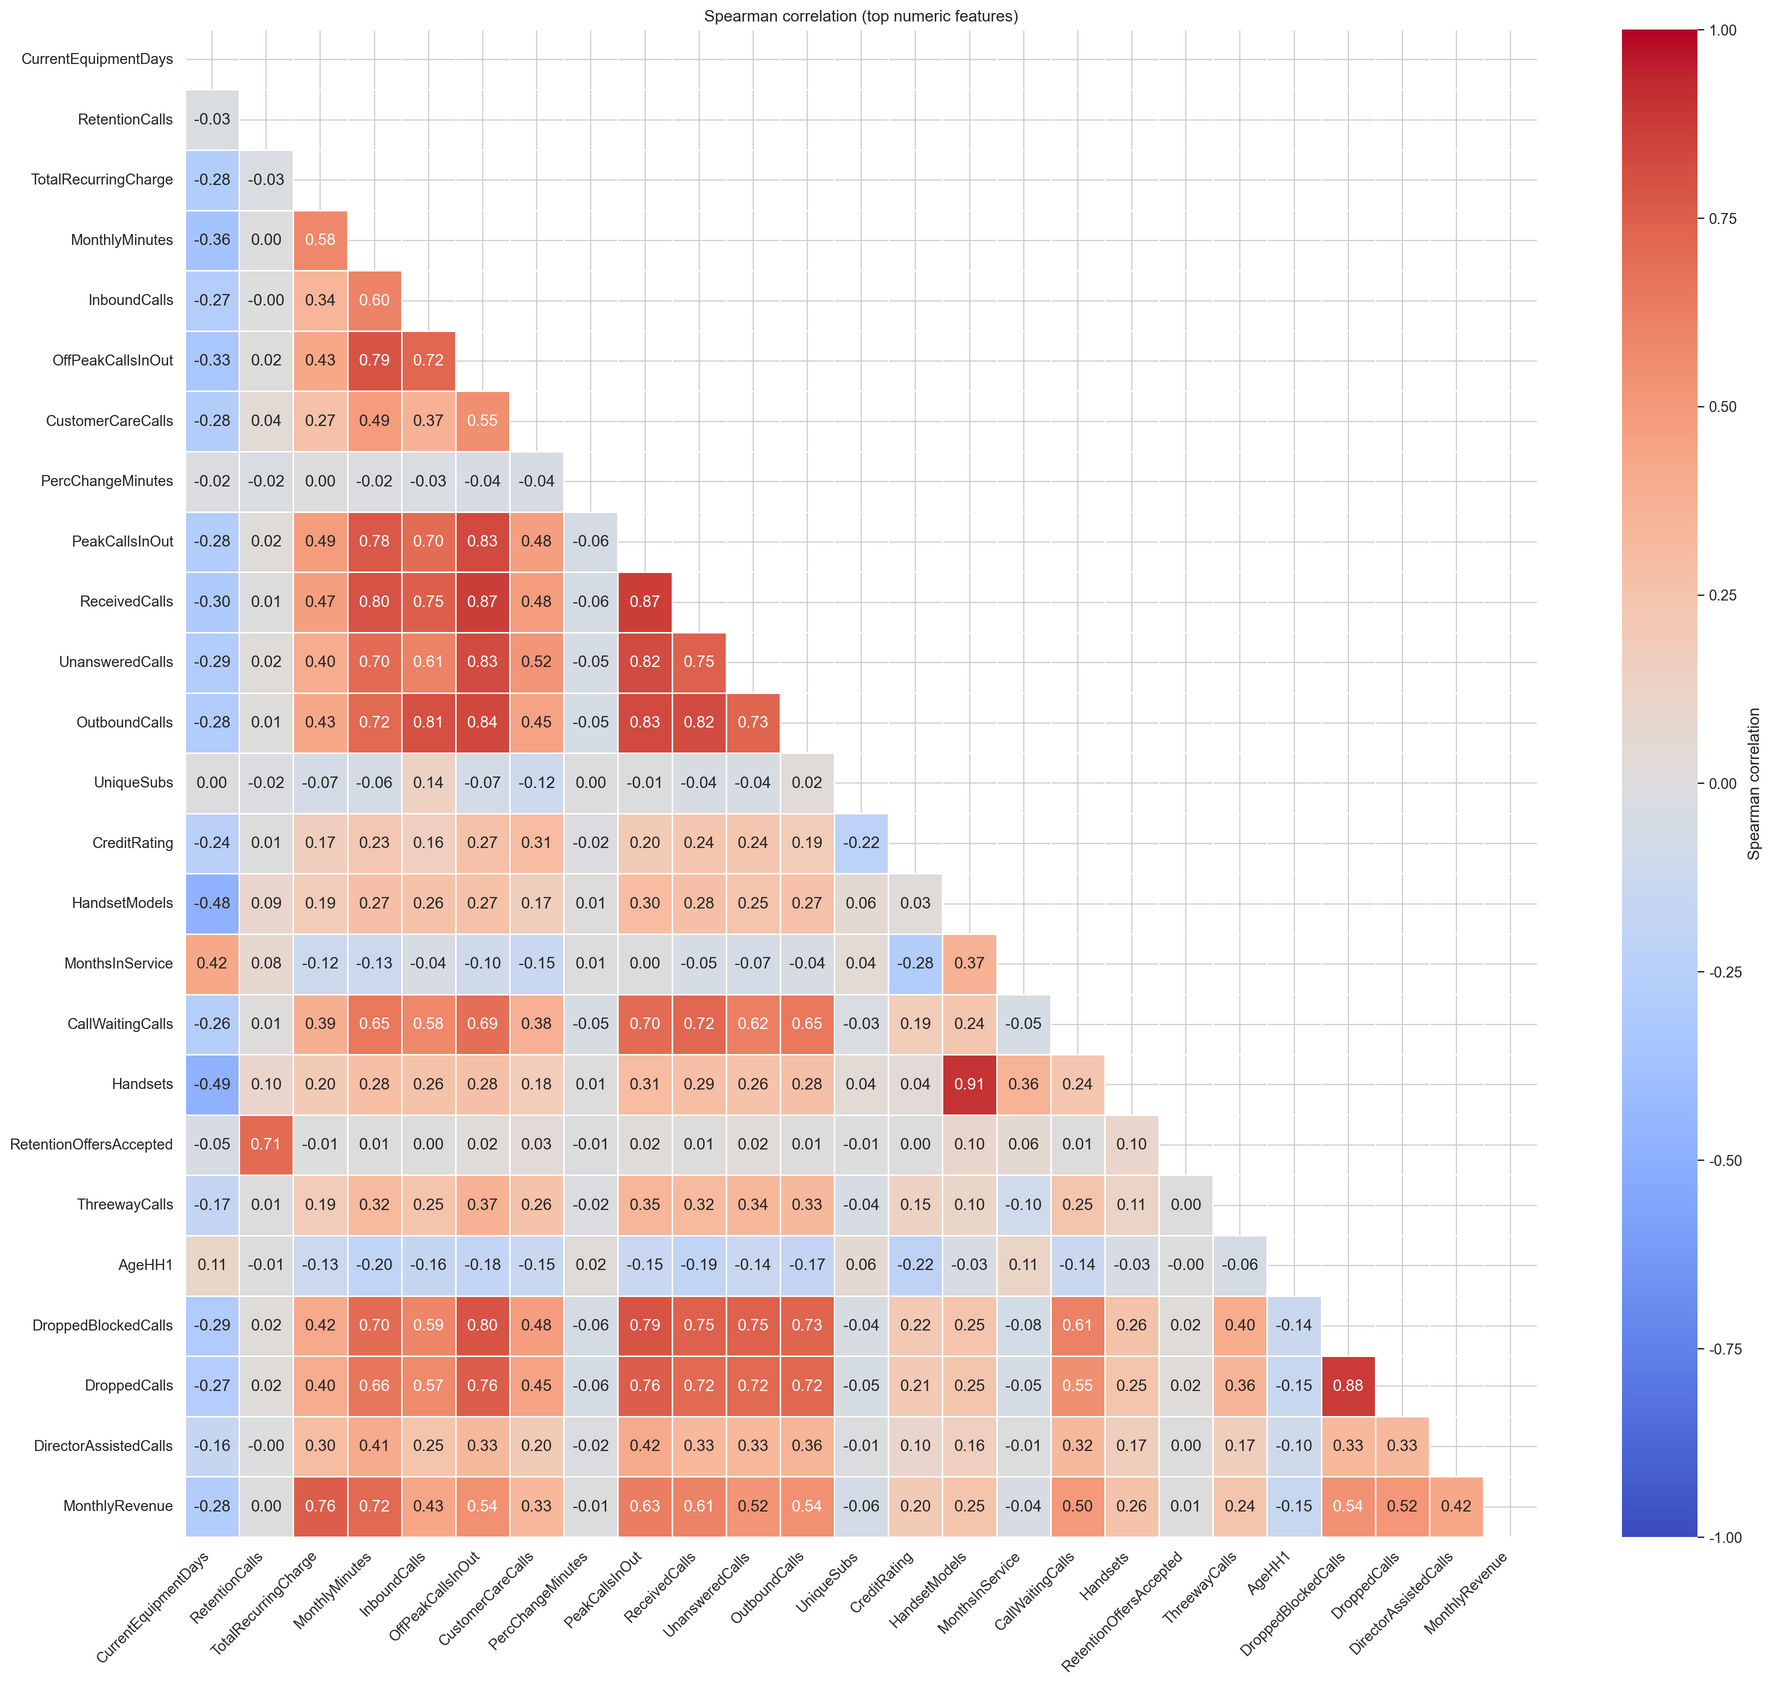 Spearman correlation (top numeric features)
CurrentEquipmentDays
RetentionCalls -0.03
TotalRecurringCharge -0.28 -0.03
MonthlyMinutes -0.36 0.00 0.58
InboundCalls -0.27 -0.00 0.34 0.60
OffPeakCallsInOut -0.33 0.02 0.43 0.79 0.72
CustomerCareCalls -0.28 0.04 0.27 0.49 0.37 0.55
PercChangeMinutes -0.02 -0.02 0.00 -0.02 -0.03 -0.04 -0.04
PeakCallsInOut -0.28 0.02 0.49 0.78 0.70 0.83 0.48 -0.06
ReceivedCalls -0.30 0.01 0.47 0.80 0.75 0.87 0.48 -0.06 0.87
UnansweredCalls -0.29 0.02 0.40 0.70 0.61 0.83 0.52 -0.05 0.82 0.75
OutboundCalls -0.28 0.01 0.43 0.72 0.81 0.84 0.45 -0.05 0.83 0.82 0.73
UniqueSubs 0.00 -0.02 -0.07 -0.06 0.14 -0.07 -0.12 0.00 -0.01 -0.04 -0.04 0.02
CreditRating -0.24 0.01 0.17 0.23 0.16 0.27 0.31 -0.02 0.20 0.24 0.24 0.19 -0.22
HandsetModels -0.48 0.09 0.19 0.27 0.26 0.27 0.17 0.01 0.30 0.28 0.25 0.27 0.06 0.03
MonthsInService 0.42 0.08 -0.12 -0.13 -0.04 -0.10 -0.15 0.01 0.00 -0.05 -0.07 -0.04 0.04 -0.28 0.37
CallWaitingCalls -0.26 0.01 0.39 0.65 0.58 0.69 0.38 -0.05 0.70 0.72 0.62 0.65 -0.03 0.19 0.24 -0.05
Handsets -0.49 0.10 0.20 0.28 0.26 0.28 0.18 0.01 0.31 0.29 0.26 0.28 0.04 0.04 0.91 0.36 0.24
RetentionOffersAccepted -0.05 0.71 -0.01 0.01 0.00 0.02 0.03 -0.01 0.02 0.01 0.02 0.01 -0.01 0.00 0.10 0.06 0.01 0.10
ThreewayCalls -0.17 0.01 0.19 0.32 0.25 0.37 0.26 -0.02 0.35 0.32 0.34 0.33 -0.04 0.15 0.10 -0.10 0.25 0.11 0.00
AgeHH1 0.11 -0.01 -0.13 -0.20 -0.16 -0.18 -0.15 0.02 -0.15 -0.19 -0.14 -0.17 0.06 -0.22 -0.03 0.11 -0.14 -0.03 -0.00 -0.06
DroppedBlockedCalls -0.29 0.02 0.42 0.70 0.59 0.80 0.48 -0.06 0.79 0.75 0.75 0.73 -0.04 0.22 0.25 -0.08 0.61 0.26 0.02 0.40 -0.14
DroppedCalls -0.27 0.02 0.40 0.66 0.57 0.76 0.45 -0.06 0.76 0.72 0.72 0.72 -0.05 0.21 0.25 -0.05 0.55 0.25 0.02 0.36 -0.15 0.88
DirectorAssistedCalls -0.16 -0.00 0.30 0.41 0.25 0.33 0.20 -0.02 0.42 0.33 0.33 0.36 -0.01 0.10 0.16 -0.01 0.32 0.17 0.00 0.17 -0.10 0.33 0.33
MonthlyRevenue -0.28 0.00 0.76 0.72 0.43 0.54 0.33 -0.01 0.63 0.61 0.52 0.54 -0.06 0.20 0.25 -0.04 0.50 0.26 0.01 0.24 -0.15 0.54 0.52 0.42
CurrentEquipmentDays
RetentionCalls
TotalRecurringCharge
MonthlyMinutes
InboundCalls
OffPeakCallsInOut
CustomerCareCalls
PercChangeMinutes
PeakCallsInOut
ReceivedCalls
UnansweredCalls
OutboundCalls
UniqueSubs
CreditRating
HandsetModels
MonthsInService
CallWaitingCalls
Handsets
RetentionOffersAccepted
ThreewayCalls
AgeHH1
DroppedBlockedCalls
DroppedCalls
DirectorAssistedCalls
MonthlyRevenue
1.00
0.75
0.50
0.25
0.00
-0.25
-0.50
-0.75
-1.00
Spearman correlation